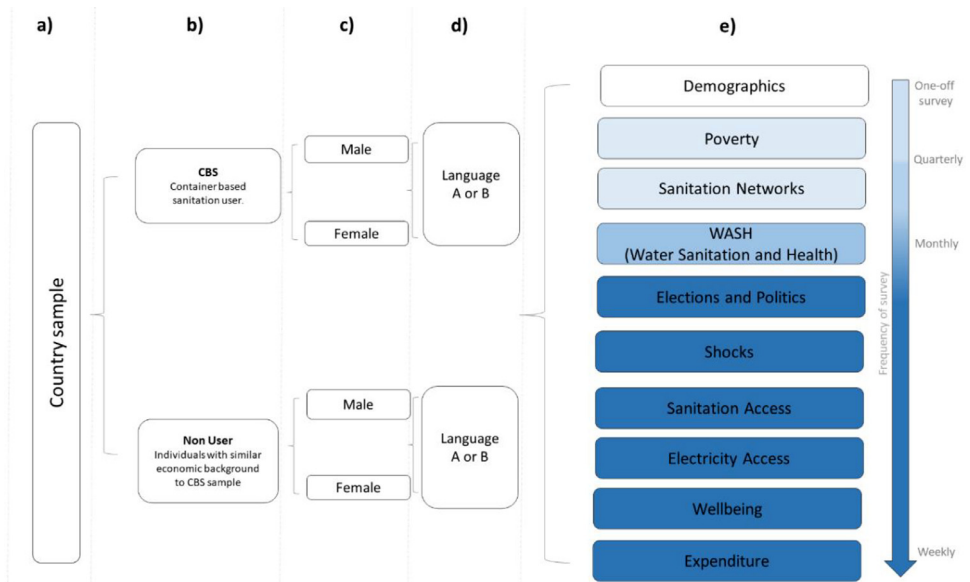 a)
b)
c)
d)
e)
Country sample
CBS
Container based
sanitation user.
Non User
Individuals with similar
economic background
to CBS sample
Male
Female
Male
Female
Language
A or B
Language
A or B
Demographics
Poverty
Sanitation Networks
WASH
(Water Sanitation and Health)
Elections and Politics
Shocks
Sanitation Access
Electricity Access
Wellbeing
Expenditure
Frequency of survey
One-off
survey
Quarterly
Monthly
Weekly